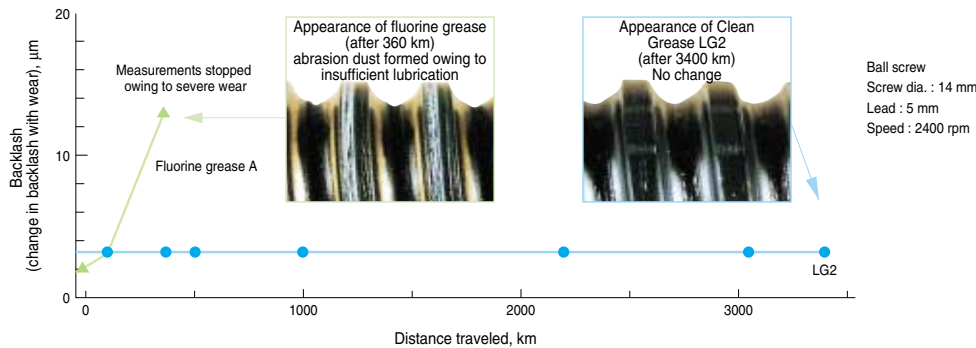 20
10
0
Backlash
(change in backlash with wear), μm
Measurements stopped
owing to severe wear
Fluorine grease A
Appearance of fluorine grease
(after 360 km)
abrasion dust formed owing to
insufficient lubrication
Appearance of Clean
Grease LG2
(after 3400 km)
No change
Ball screw
Screw dia. : 14 mm
Lead : 5 mm
Speed : 2400 rpm
LG2
0
1000
2000
3000
Distance traveled, km